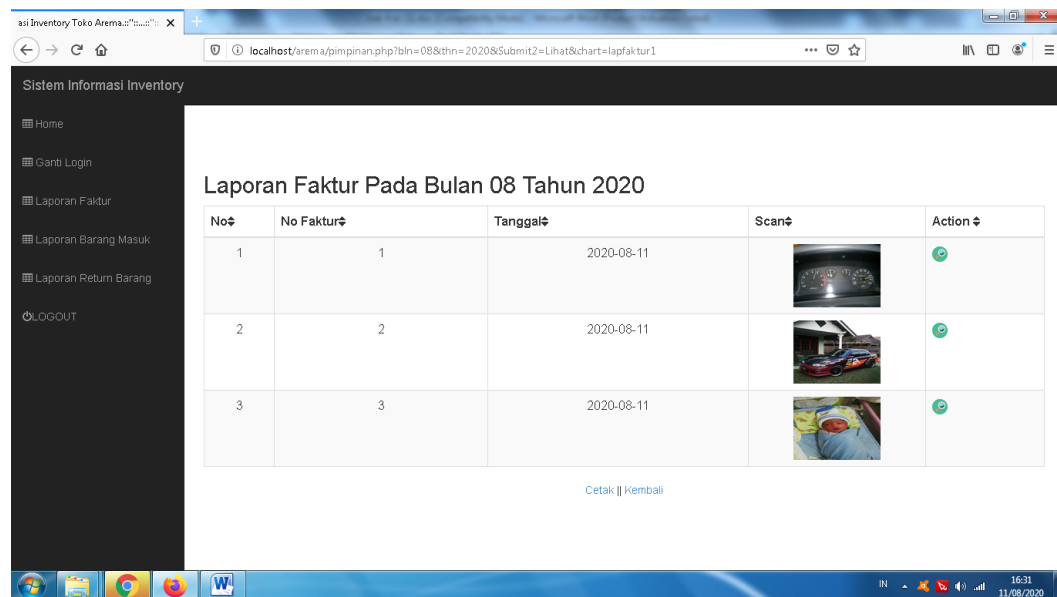 asi Inventory Toko Arema.::"::...::"::
localhost/arema/pimpinan.php?bln=08&thn=2020&Submit2=Lihat&chart=lapfaktur1
Sistem Informasi Inventory
Home
Ganti Login
Laporan Faktur
Laporan Barang Masuk
Laporan Return Barang
LOGOUT
Laporan Faktur Pada Bulan 08 Tahun 2020
No No Faktur Tanggal Scan Action
1 1 2020-08-11
2 2 2020-08-11
3 3 2020-08-11
Cetak || Kembali
IN 16:31
11/08/2020